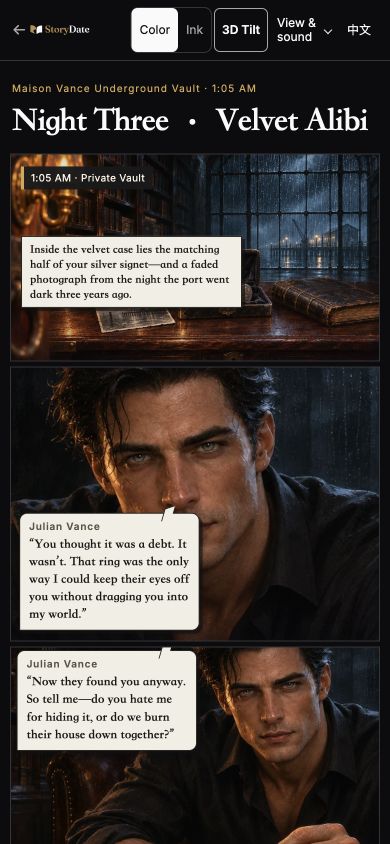 StoryDate
Color
Ink
3D Tilt
View &
sound
中文
Maison Vance Underground Vault · 1:05 AM
Night Three · Velvet Alibi
1:05 AM · Private Vault
Inside the velvet case lies the matching
half of your silver signet—and a faded
photograph from the night the port went
dark three years ago.
Julian Vance
“You thought it was a debt. It
wasn’t. That ring was the only
way I could keep their eyes off
you without dragging you into
my world.”
Julian Vance
“Now they found you anyway.
So tell me—do you hate me
for hiding it, or do we burn
their house down together?”